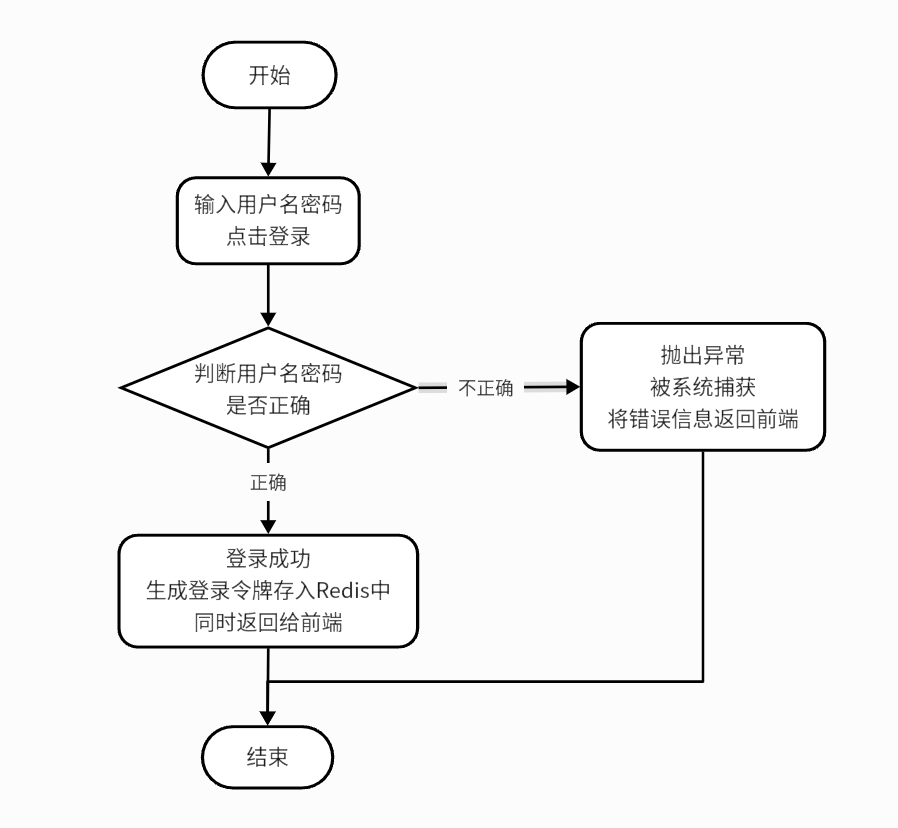 开始
输入用户名密码
点击登录
判断用户名密码
是否正确
不正确
抛出异常
被系统捕获
将错误信息返回前端
正确
登录成功
生成登录令牌存入Redis中
同时返回给前端
结束